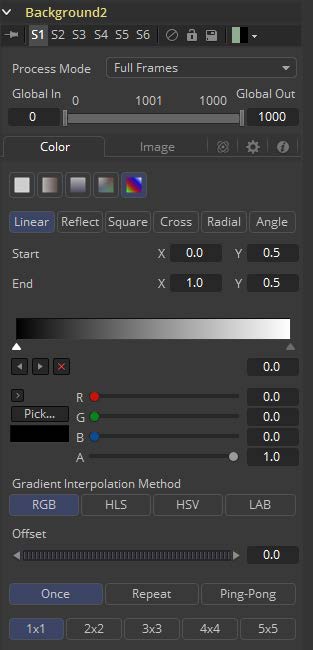 Background2
S1 S2 S3 S4 S5 S6
Process Mode Full Frames
Global In Global Out
0 1001 1000
0 1000
Color Image
Linear Reflect Square Cross Radial Angle
Start X 0.0 Y 0.5
End X 1.0 Y 0.5
0.0
R 0.0
Pick... G 0.0
B 0.0
A 1.0
Gradient Interpolation Method
RGB HLS HSV LAB
Offset
0.0
Once Repeat Ping-Pong
1x1 2x2 3x3 4x4 5x5